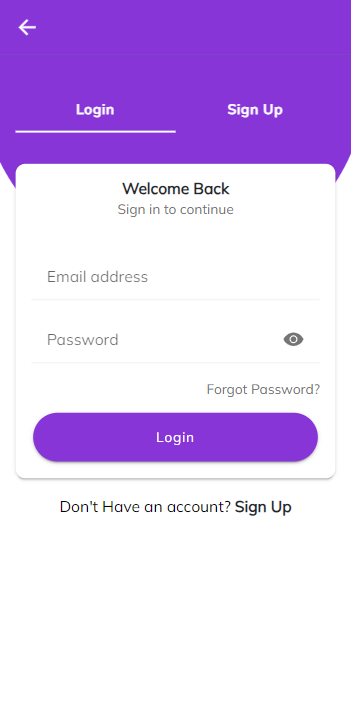 Login
Sign Up
Welcome Back
Sign in to continue
Email address
Password
Forgot Password?
Login
Don't Have an account? Sign Up